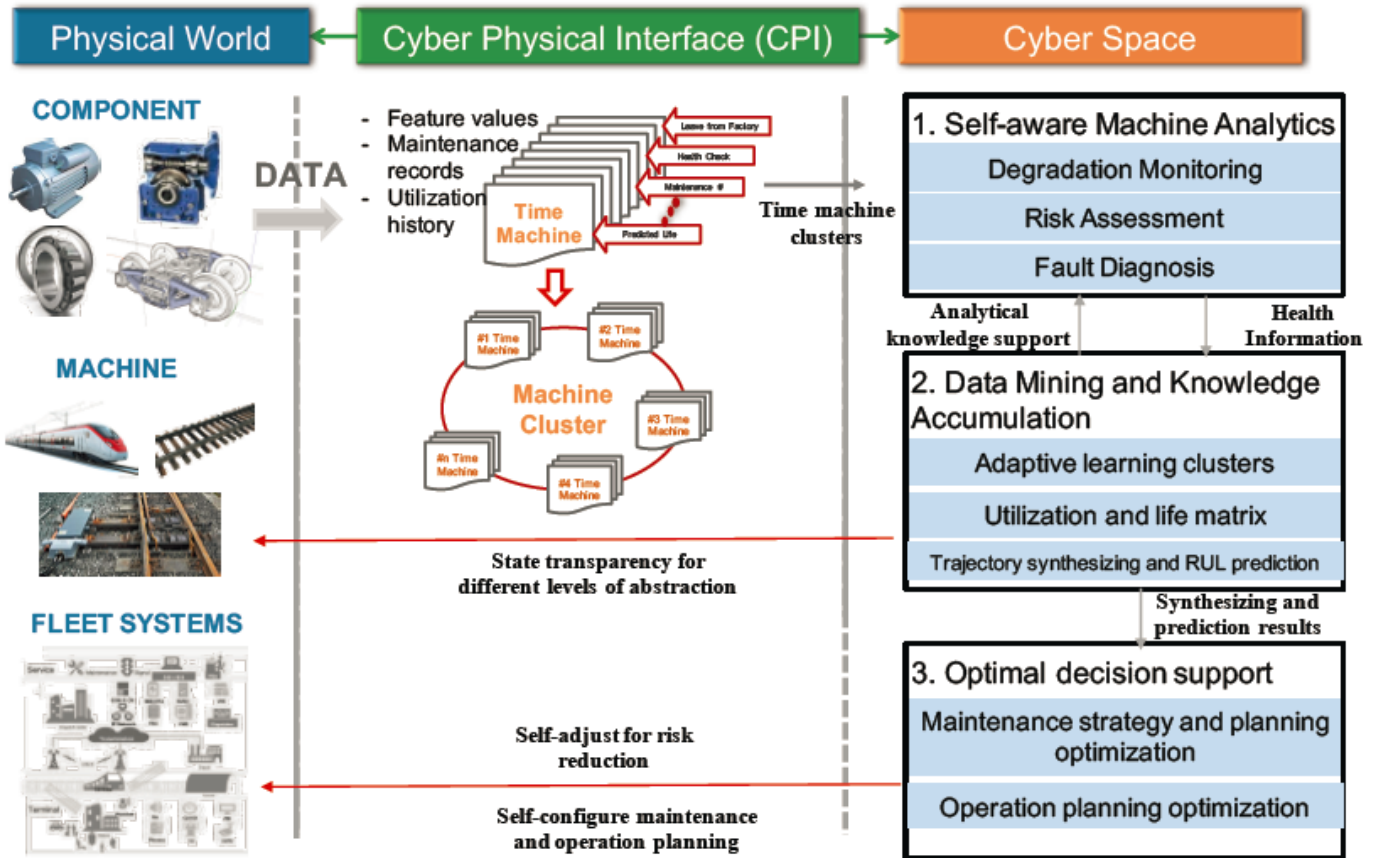 Physical World
Cyber Physical Interface (CPI)
Cyber Space
COMPONENT
DATA
- Feature values
- Maintenance
records
- Utilization
history
Leave from Factory
Health Check
Maintenance #
Predicted Life
Time
Machine
Time machine
clusters
#1 Time
Machine
#2 Time
Machine
#3 Time
Machine
#4 Time
Machine
#n Time
Machine
Machine
Cluster
1. Self-aware Machine Analytics
Degradation Monitoring
Risk Assessment
Fault Diagnosis
Analytical
knowledge support
Health
Information
MACHINE
2. Data Mining and Knowledge
Accumulation
Adaptive learning clusters
Utilization and life matrix
Trajectory synthesizing and RUL prediction
State transparency for
different levels of abstraction
Synthesizing and
prediction results
FLEET SYSTEMS
Service
Maintenance
Terminal
3. Optimal decision support
Maintenance strategy and planning
optimization
Operation planning optimization
Self-adjust for risk
reduction
Self-configure maintenance
and operation planning